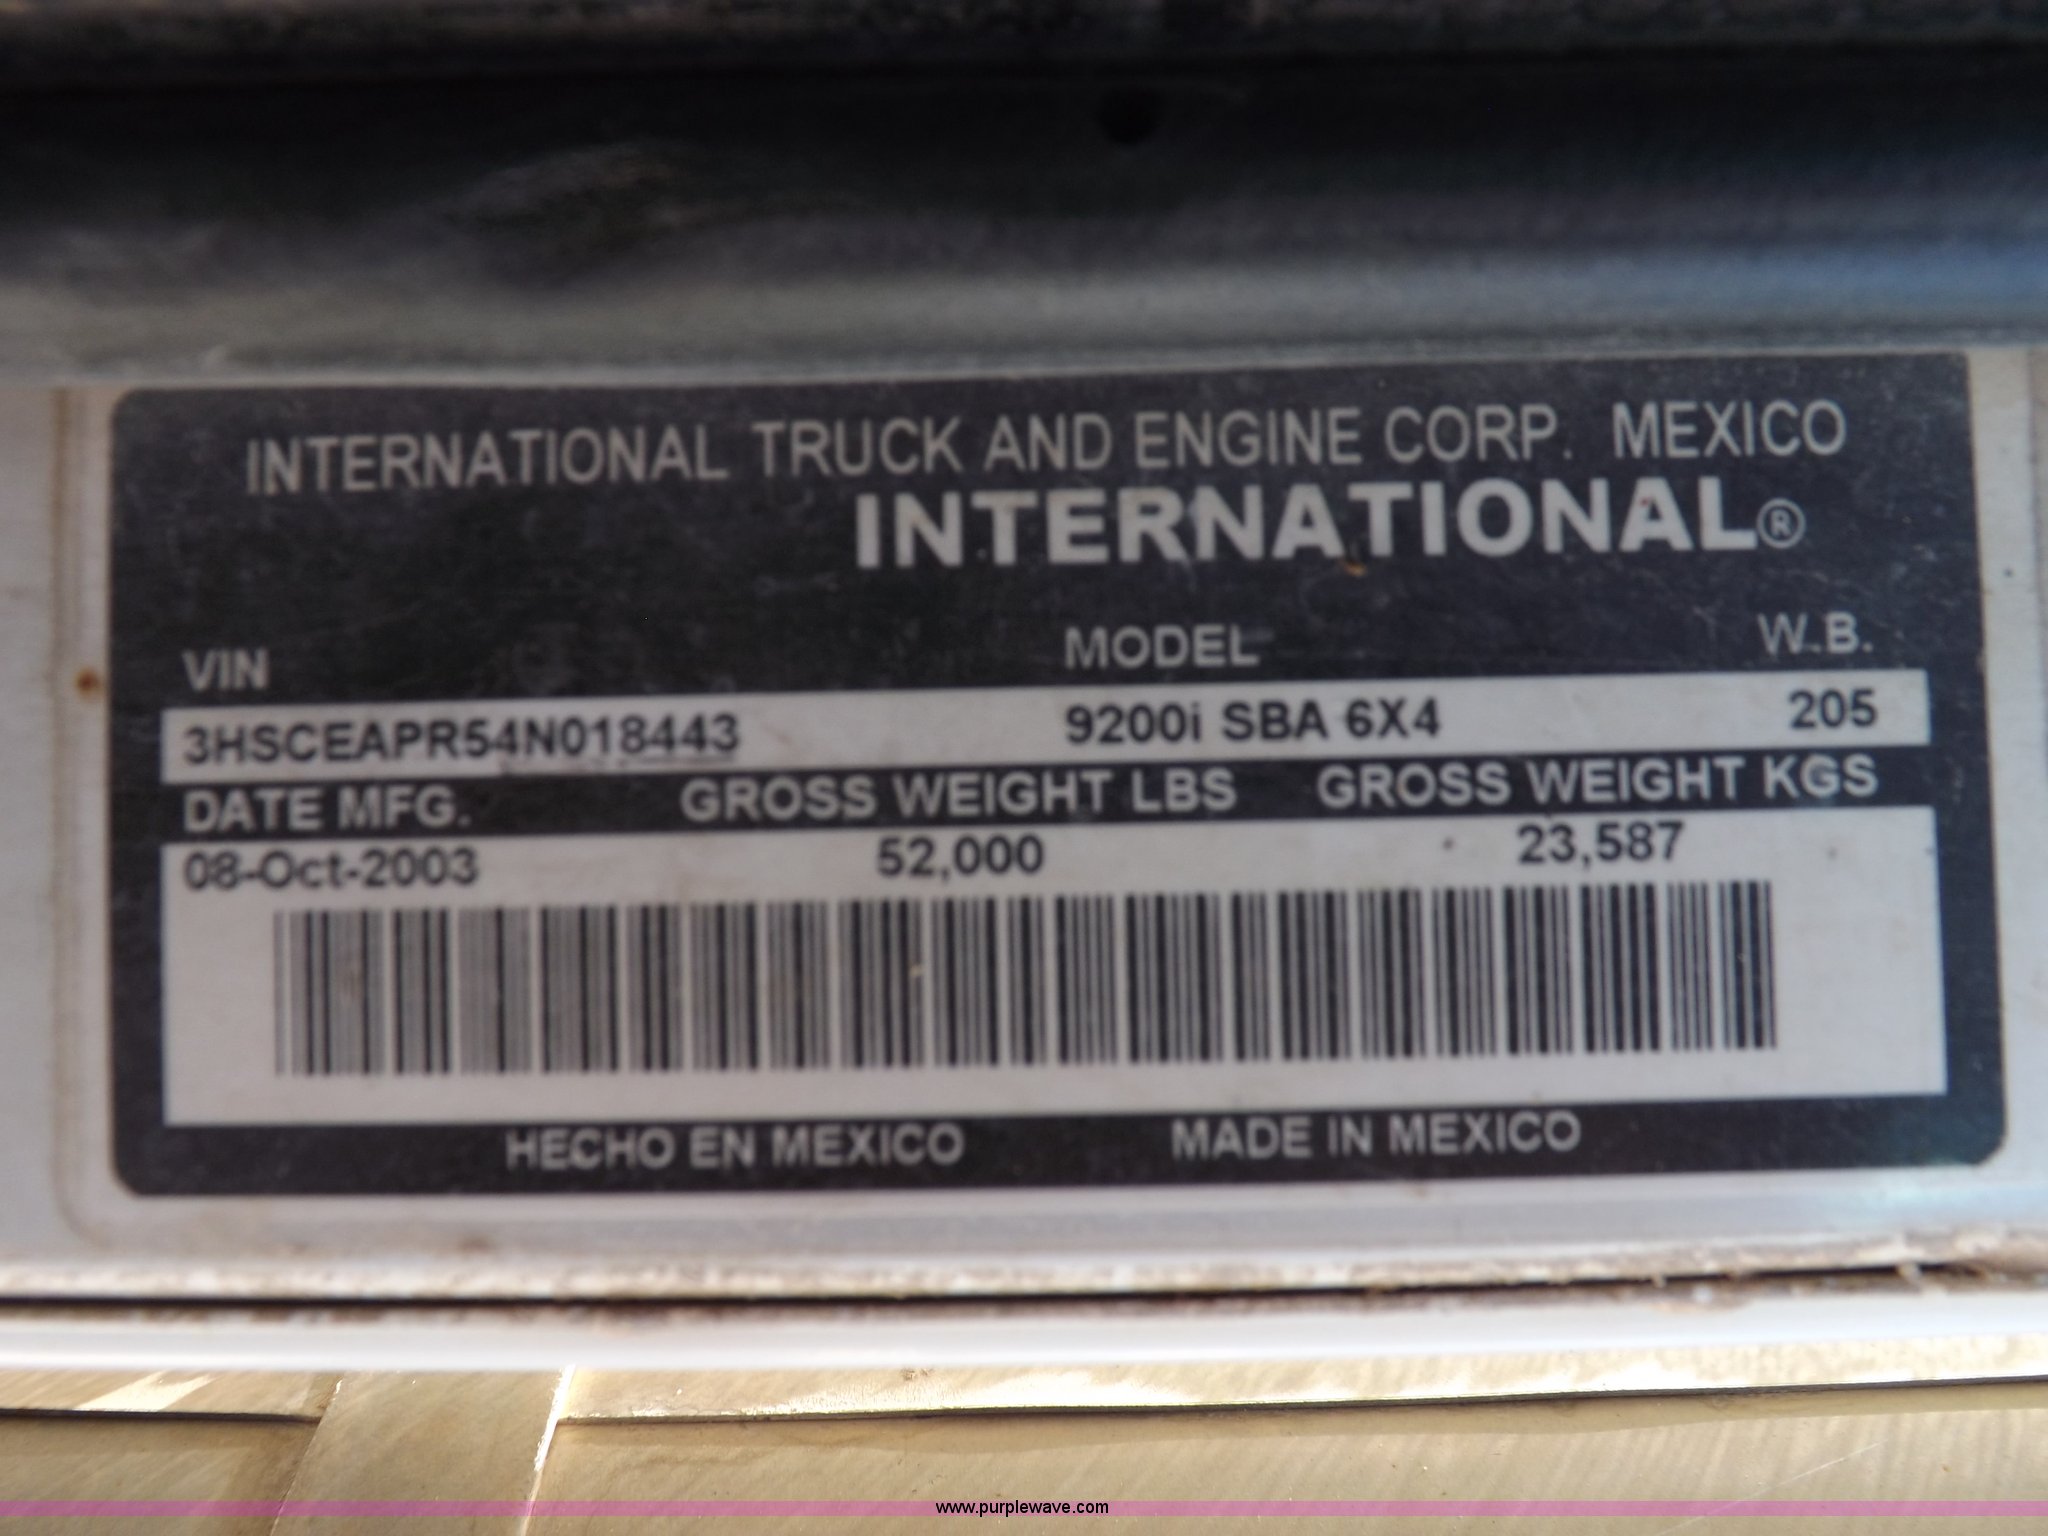 INTERNATIONAL TRUCK AND ENGINE CORP. MEXICO
INTERNATIONAL®
VIN MODEL W.B.
3HSCEAPR54N018443 9200i SBA 6X4 205
DATE MFG. GROSS WEIGHT LBS GROSS WEIGHT KGS
08-Oct-2003 52,000 23,587
HECHO EN MEXICO MADE IN MEXICO
www.purplewave.com